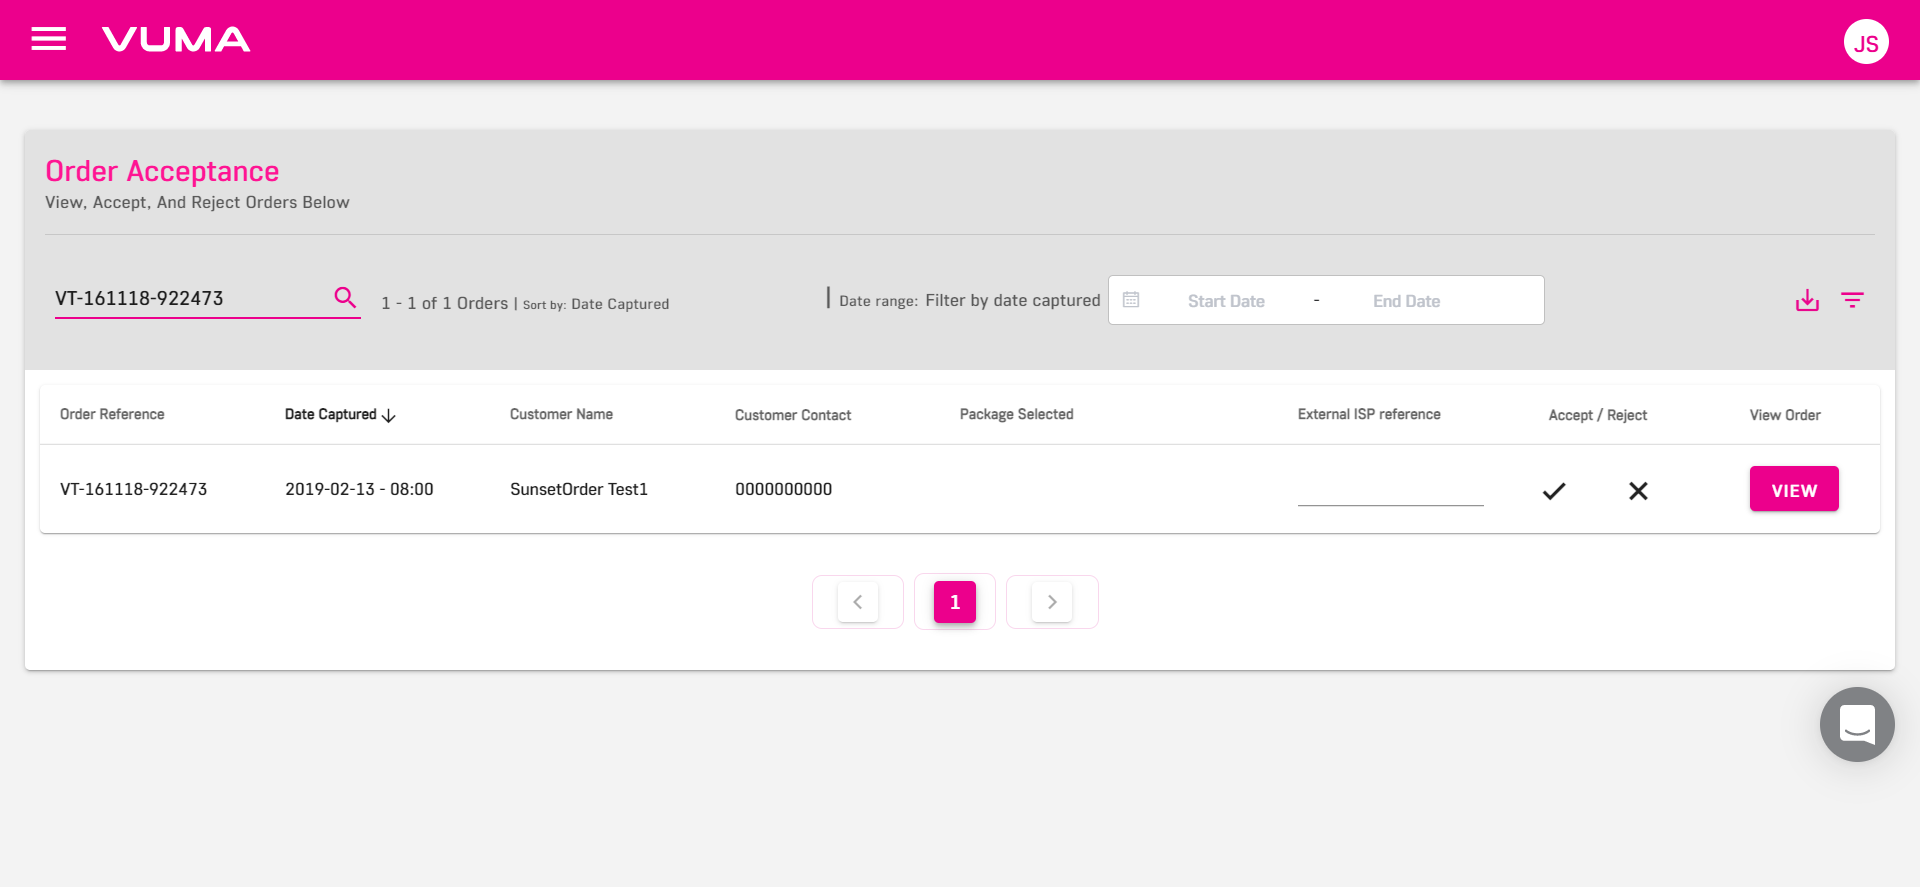 VUMA
JS
Order Acceptance
View, Accept, And Reject Orders Below
VT-161118-922473
1 - 1 of 1 Orders | Sort by: Date Captured
| Date range: Filter by date captured
Start Date - End Date
Order Reference Date Captured Customer Name Customer Contact Package Selected External ISP reference Accept / Reject View Order
VT-161118-922473 2019-02-13 - 08:00 SunsetOrder Test1 0000000000 VIEW
1